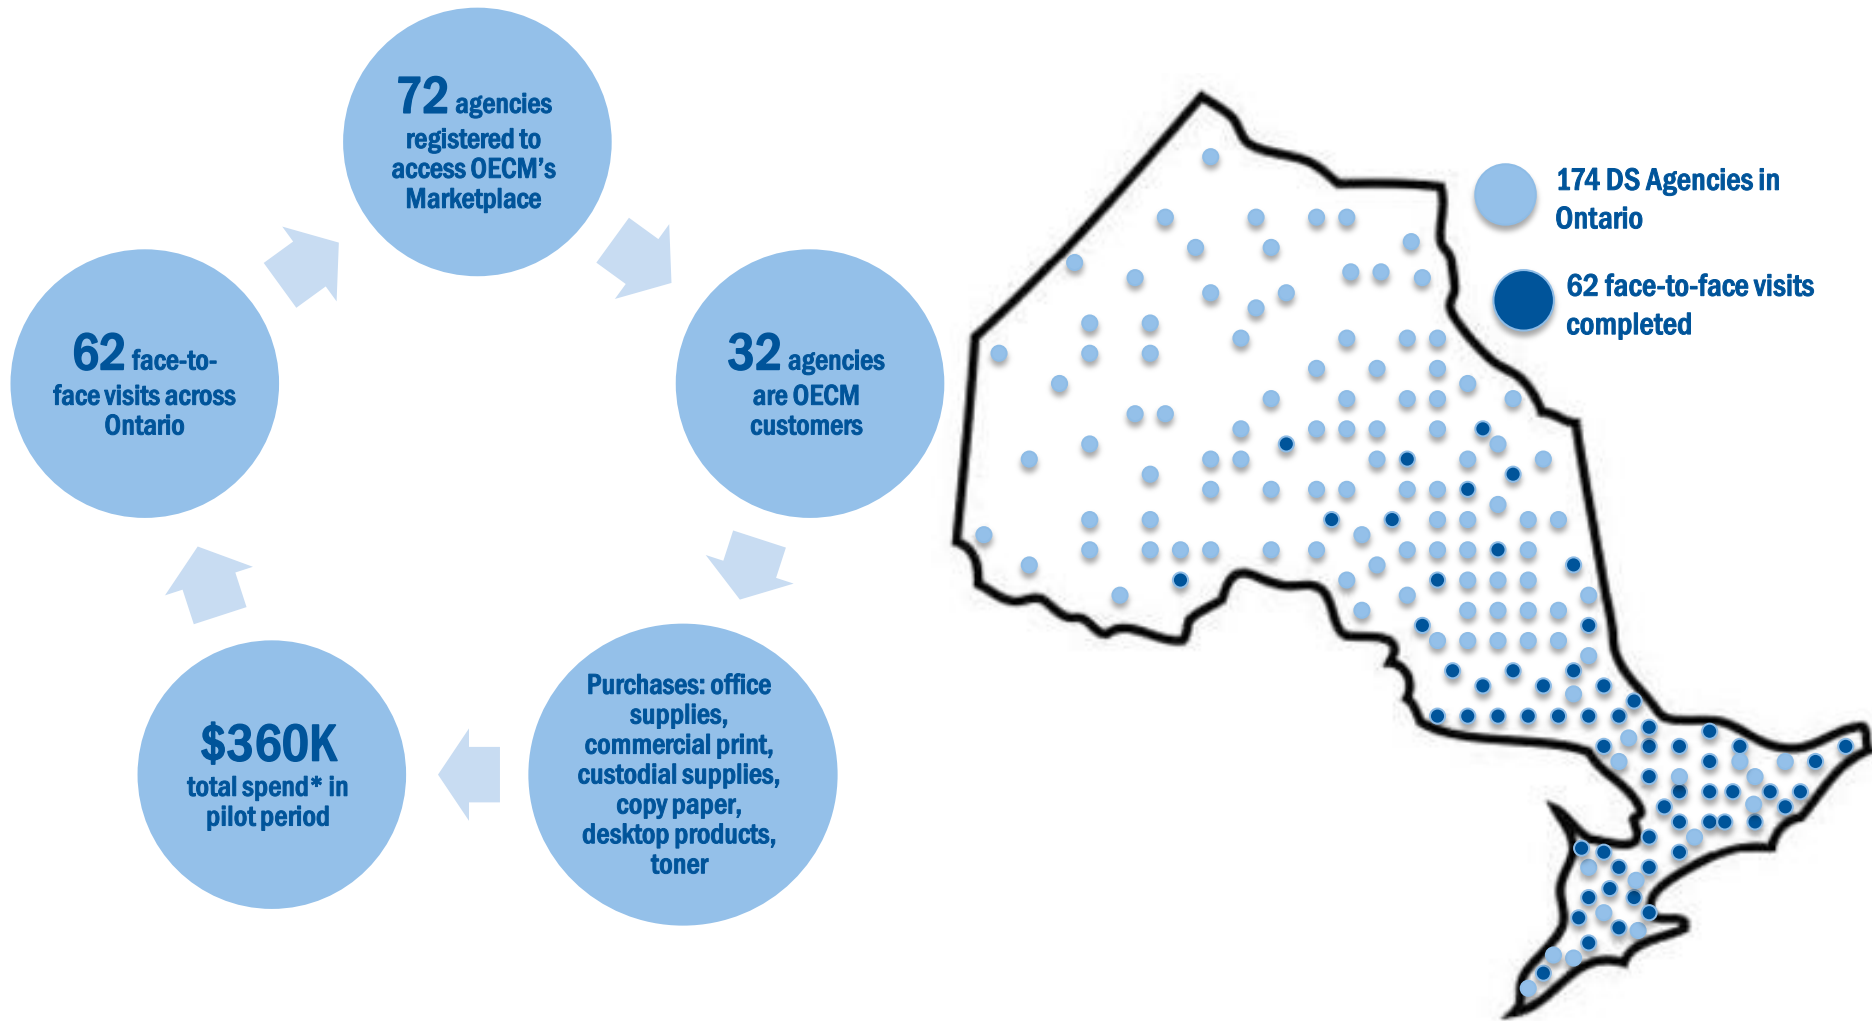 72 agencies
registered to
access OECM's
Marketplace
62 face-to-
face visits across
Ontario
32 agencies
are OECM
customers
Purchases: office
supplies,
commercial print,
custodial supplies,
copy paper,
desktop products,
toner
$360K
total spend* in
pilot period
174 DS Agencies in
Ontario
62 face-to-face visits
completed